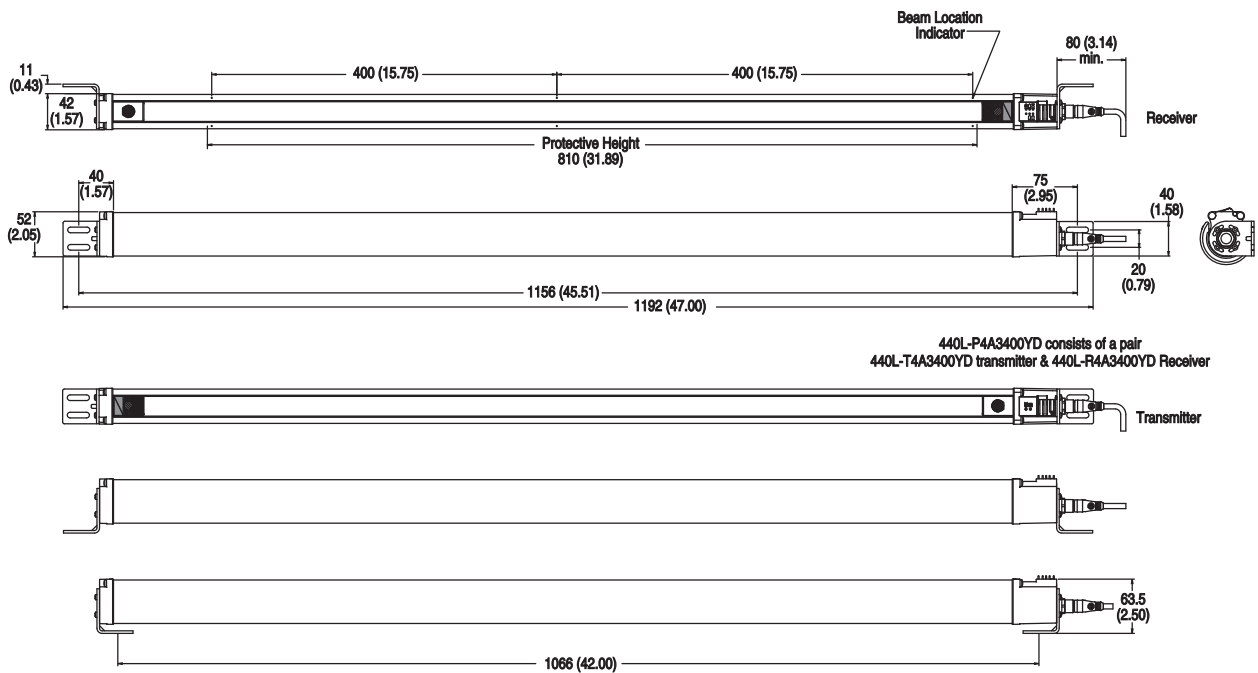 Beam Location
Indicator
80 (3.14)
min.
11
(0.43)
400 (15.75)
400 (15.75)
42
(1.57)
Receiver
Protective Height
810 (31.89)
40
(1.57)
75
(2.95)
40
(1.58)
52
(2.05)
20
(0.79)
1156 (45.51)
1192 (47.00)
440L-P4A3400YD consists of a pair
440L-T4A3400YD transmitter & 440L-R4A3400YD Receiver
Transmitter
63.5
(2.50)
1066 (42.00)